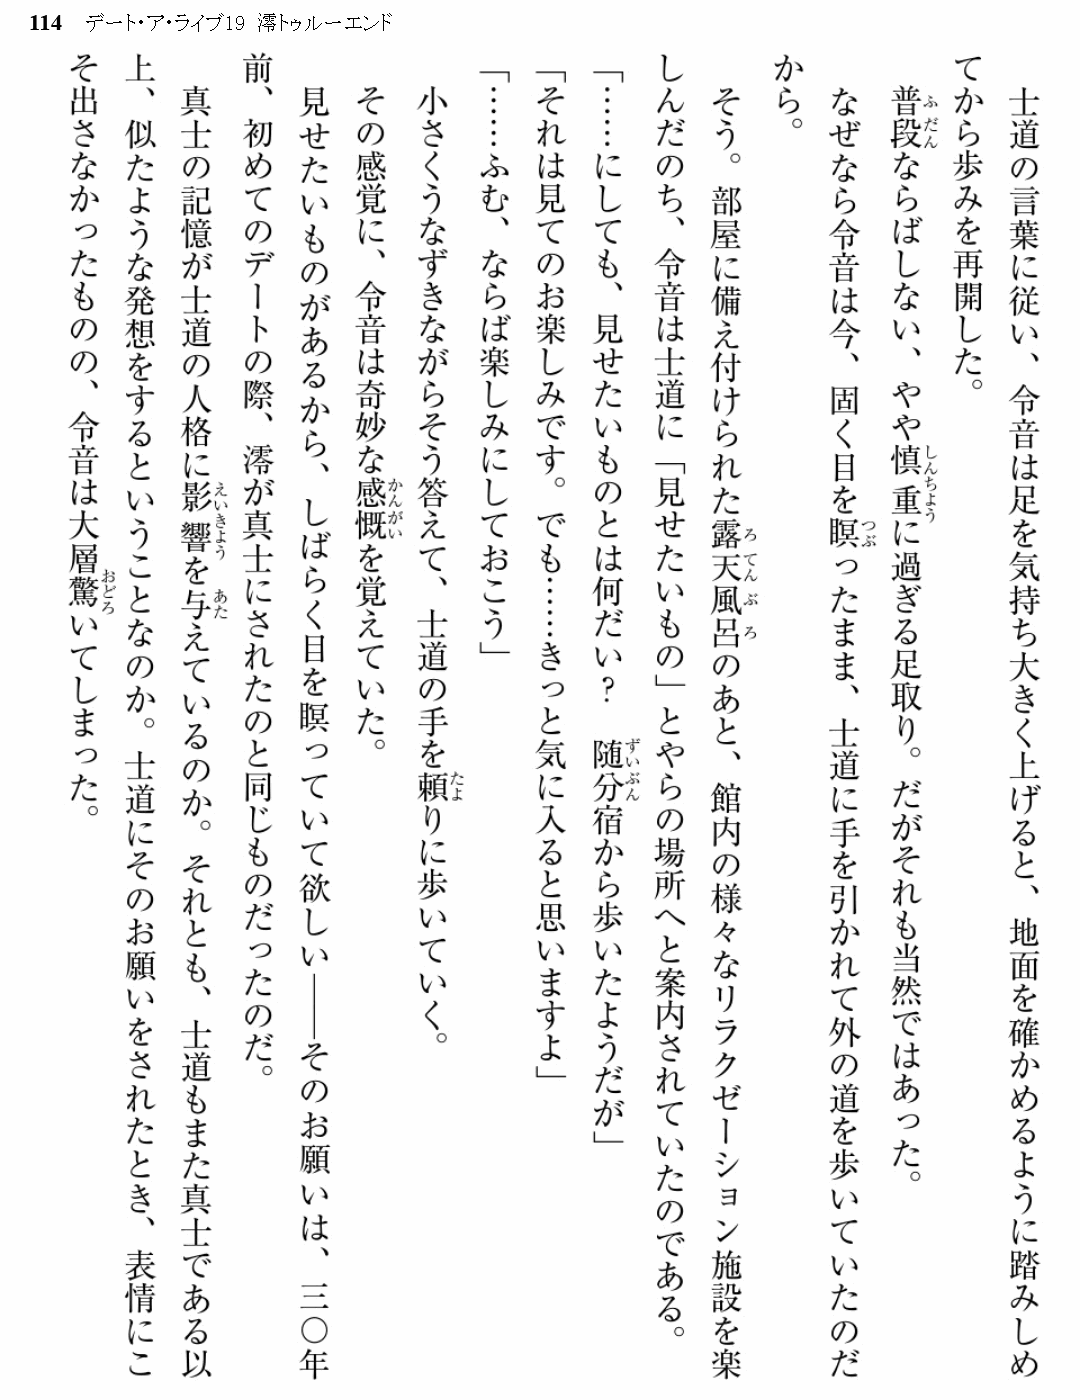 114 デート・ア・ライブ19 澪トゥルーエンド
士道の言葉に従い、令音は足を気持ち大きく上げると、地面を確かめるように踏みしめ
てから歩みを再開した。
普段ならばしない、やや慎重に過ぎる足取り。だがそれも当然ではあった。
なぜなら令音は今、固く目を瞑ったまま、士道に手を引かれて外の道を歩いていたのだ
から。
そう。部屋に備え付けられた露天風呂のあと、館内の様々なリラクゼーション施設を楽
しんだのち、令音は士道に「見せたいもの」とやらの場所へと案内されていたのである。
「……にしても、見せたいものとは何だい？　随分宿から歩いたようだが」
「それは見てのお楽しみです。でも……きっと気に入ると思いますよ」
「……ふむ、ならば楽しみにしておこう」
小さくうなずきながらそう答えて、士道の手を頼りに歩いていく。
その感覚に、令音は奇妙な感慨を覚えていた。
見せたいものがあるから、しばらく目を瞑っていて欲しい――そのお願いは、三〇年
前、初めてのデートの際、澪が真士にされたのと同じものだったのだ。
真士の記憶が士道の人格に影響を与えているのか。それとも、士道もまた真士である以
上、似たような発想をするということなのか。士道にそのお願いをされたとき、表情にこ
そ出さなかったものの、令音は大層驚いてしまった。